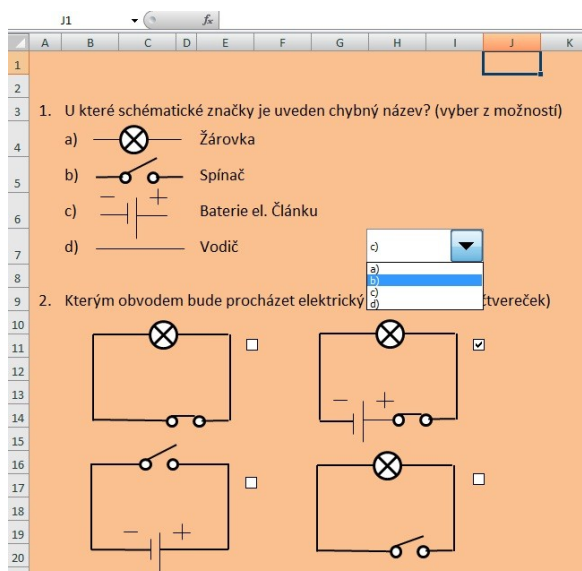 J1
fx
A B C D E F G H I J K
1
2
3
1. U které schématické značky je uveden chybný název? (vyber z možností)
4
a) Žárovka
5
b) Spínač
6
c) Baterie el. Článku
7
d) Vodič
c)
a)
b)
c)
d)
8
9
2. Kterým obvodem bude procházet elektrický čtvereček)
10
11
12
13
14
15
16
17
18
19
20